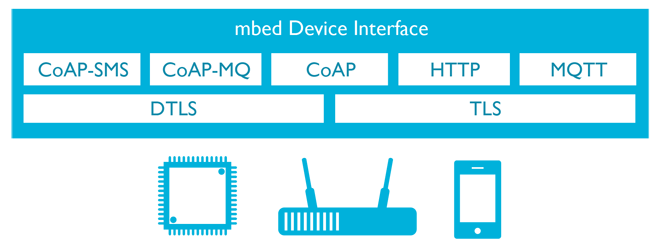 mbed Device Interface
CoAP-SMS CoAP-MQ CoAP HTTP MQTT
DTLS TLS